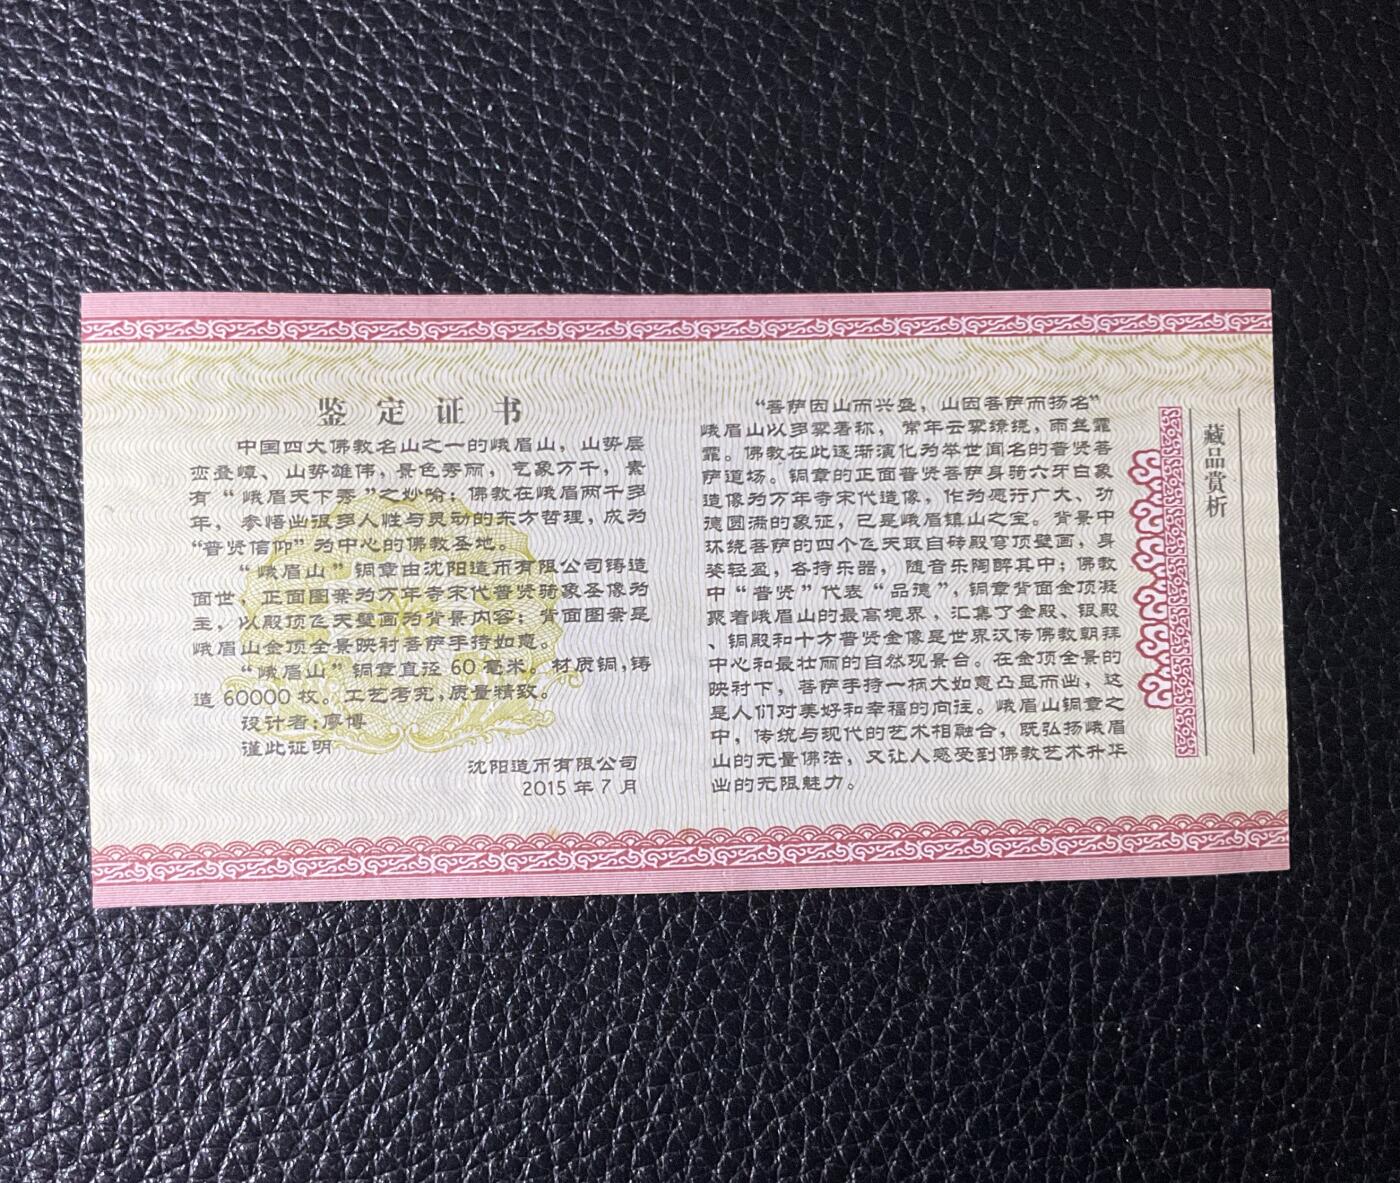 鉴定证书
中国四大佛教名山之一的峨眉山，山势层
峦叠嶂、山势雄伟，景色秀丽，气象万千，素
有“峨眉天下秀”之妙喻；佛教在峨眉两千多
年，参悟出很多人性与灵动的东方哲理，成为
“普贤信仰”为中心的佛教圣地。
“峨眉山”铜章由沈阳造币有限公司铸造
面世，正面图案为万年寺宋代普贤骑象圣像为
主，以殿顶飞天壁画为背景内容；背面图案是
峨眉山金顶全景映衬菩萨手持如意。
“峨眉山”铜章直径60毫米。材质铜，铸
造60000枚。工艺考究，质量精致。
设计者：廖博
谨此证明
沈阳造币有限公司
2015年7月
“菩萨因山而兴盛，山因菩萨而扬名”
峨眉山以多雾著称，常年云雾缭绕，雨丝霏
霏。佛教在此逐渐演化为举世闻名的普贤菩
萨道场。铜章的正面普贤菩萨身骑六牙白象
造像为万年寺宋代造像，作为愿行广大、功
德圆满的象征，已是峨眉镇山之宝。背景中
环绕菩萨的四个飞天取自砖殿穹顶壁画，身
姿轻盈，各持乐器，随音乐陶醉其中；佛教
中“普贤”代表“品德”，铜章背面金顶凝
聚着峨眉山的最高境界，汇集了金殿、银殿
、铜殿和十方普贤金像是世界汉传佛教朝拜
中心和最壮丽的自然观景台。在金顶全景的
映衬下，菩萨手持一柄大如意凸显而出，这
是人们对美好和幸福的向往。峨眉山铜章之
中，传统与现代的艺术相融合，既弘扬峨眉
山的无量佛法，又让人感受到佛教艺术升华
出的无限魅力。
藏品赏析